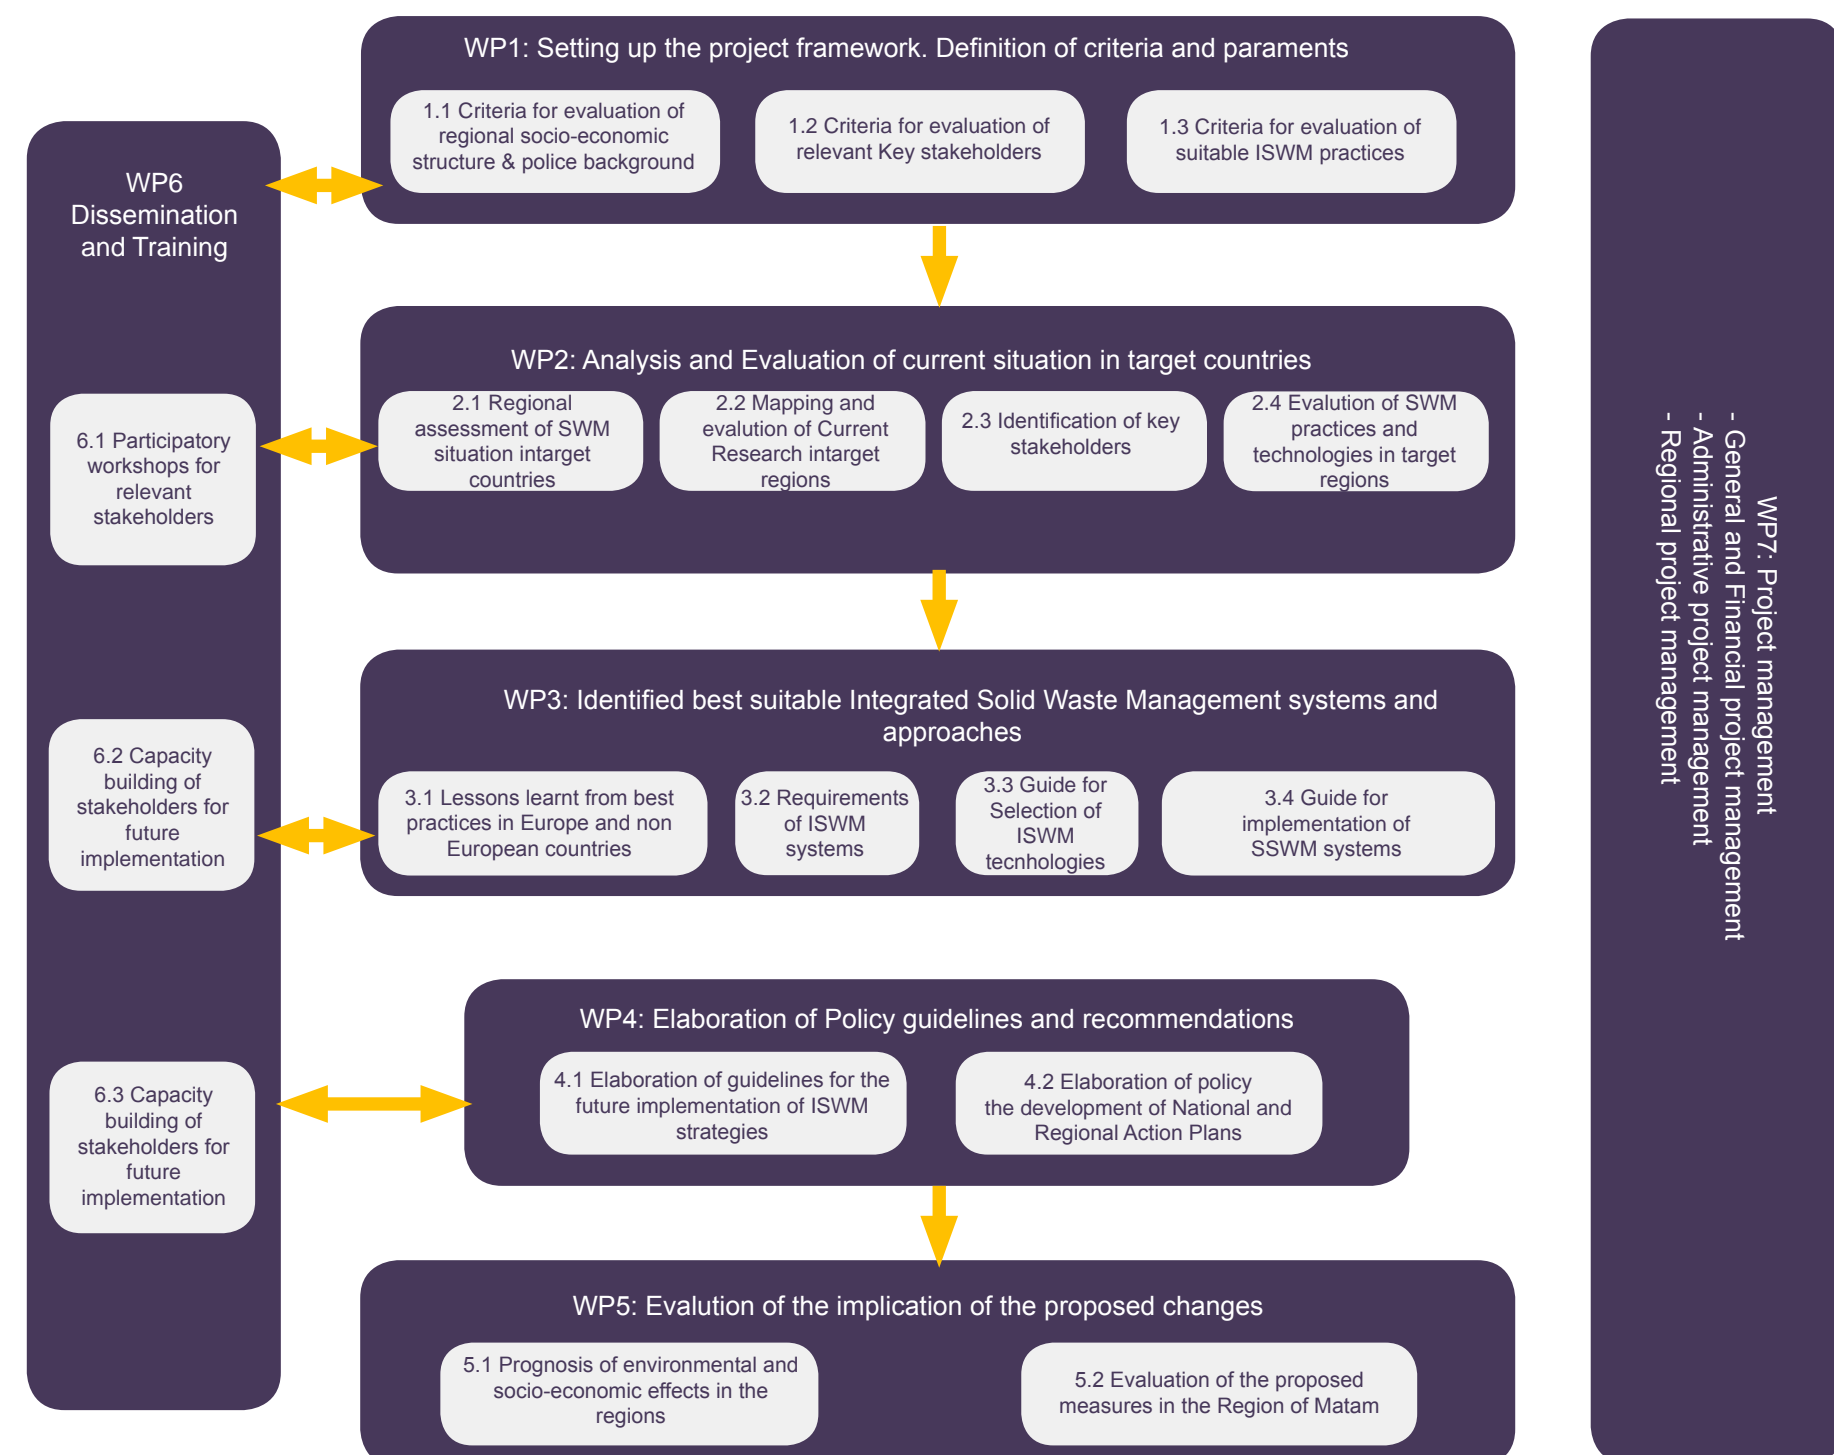 WP1: Setting up the project framework. Definition of criteria and paraments
1.1 Criteria for evaluation of
regional socio-economic
structure & police background
1.2 Criteria for evaluation of
relevant Key stakeholders
1.3 Criteria for evaluation of
suitable ISWM practices
WP6
Dissemination
and Training
6.1 Participatory
workshops for
relevant
stakeholders
6.2 Capacity
building of
stakeholders for
future
implementation
6.3 Capacity
building of
stakeholders for
future
implementation
WP2: Analysis and Evaluation of current situation in target countries
2.1 Regional
assessment of SWM
situation intarget
countries
2.2 Mapping and
evalution of Current
Research intarget
regions
2.3 Identification of key
stakeholders
2.4 Evalution of SWM
practices and
technologies in target
regions
WP3: Identified best suitable Integrated Solid Waste Management systems and
approaches
3.1 Lessons learnt from best
practices in Europe and non
European countries
3.2 Requirements
of ISWM
systems
3.3 Guide for
Selection of
ISWM
tecnhologies
3.4 Guide for
implementation of
SSWM systems
WP4: Elaboration of Policy guidelines and recommendations
4.1 Elaboration of guidelines for the
future implementation of ISWM
strategies
4.2 Elaboration of policy
the development of National and
Regional Action Plans
WP5: Evalution of the implication of the proposed changes
5.1 Prognosis of environmental and
socio-economic effects in the
regions
5.2 Evaluation of the proposed
measures in the Region of Matam
WP7: Project management
- General and Financial project management
- Administrative project management
- Regional project management